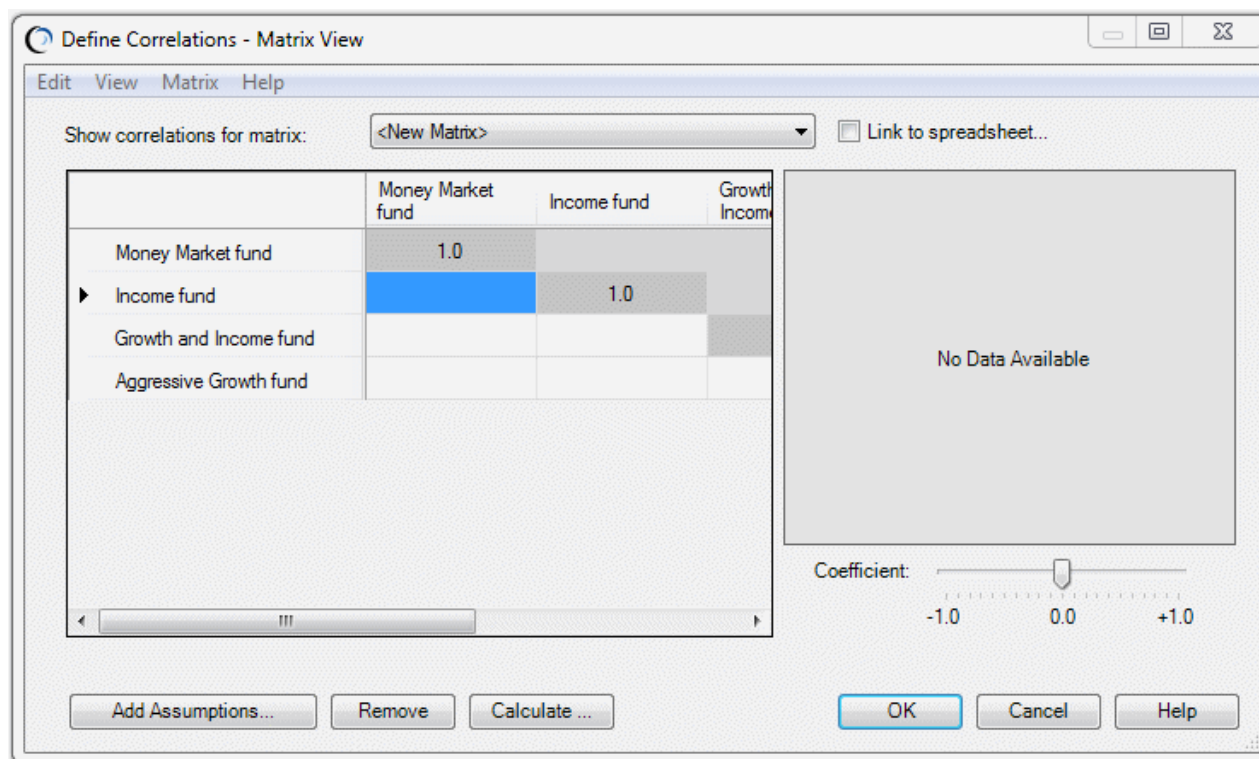 Define Correlations - Matrix View
Edit View Matrix Help
Show correlations for matrix: <New Matrix> Link to spreadsheet...
Money Market Income fund Growth
fund Incom
Money Market fund 1.0
Income fund 1.0
Growth and Income fund
Aggressive Growth fund
No Data Available
Coefficient:
-1.0 0.0 +1.0
Add Assumptions... Remove Calculate ... OK Cancel Help